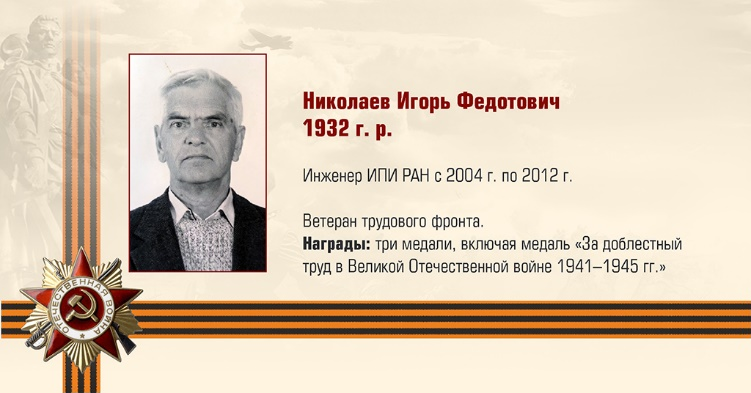 Николаев Игорь Федотович
1932 г. р.
Инженер ИПИ РАН с 2004 г. по 2012 г.
Ветеран трудового фронта.
Награды: три медали, включая медаль «За доблестный
труд в Великой Отечественной войне 1941–1945 гг.»
ОТЕЧЕСТВЕННАЯ ВОЙНА